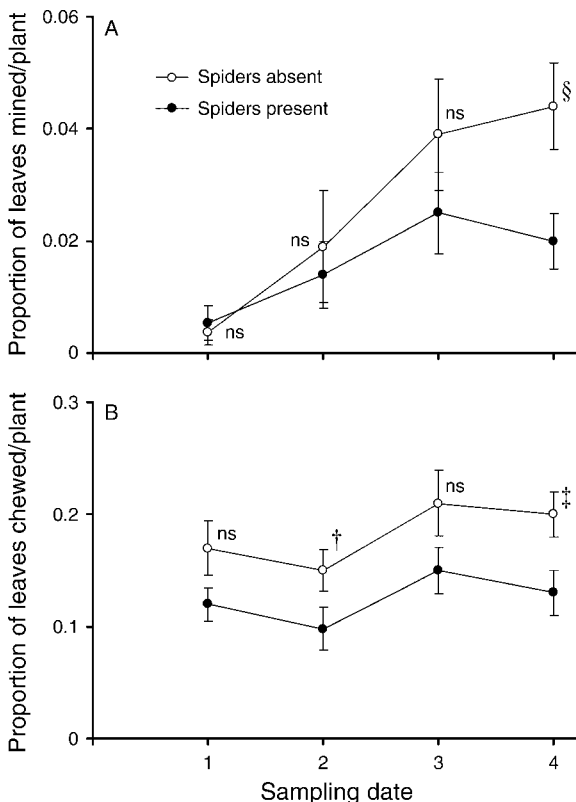 Proportion of leaves mined/plant
0.06
0.04
0.02
0
A
Spiders absent
Spiders present
ns
ns
ns
§
Proportion of leaves chewed/plant
0.3
0.2
0.1
0
B
ns
†
ns
‡
1 2 3 4
Sampling date